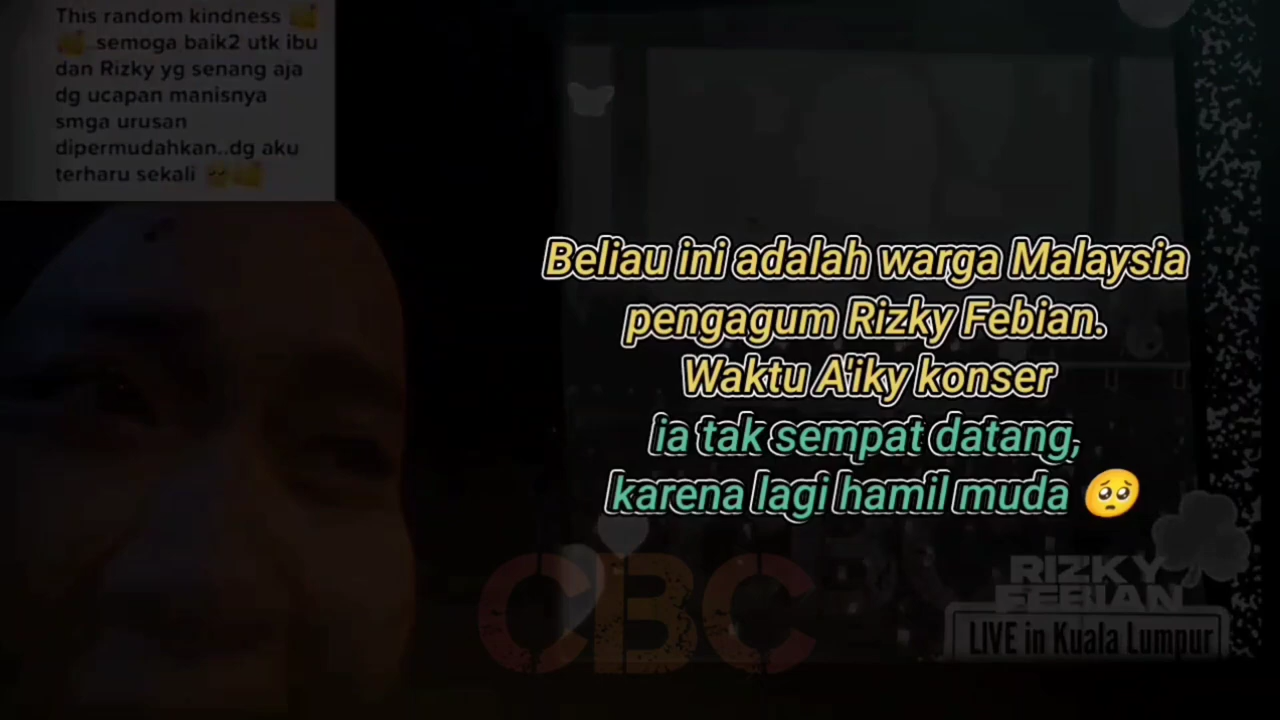 This random kindness 🥰
🥰..semoga baik2 utk ibu
dan Rizky yg senang aja
dg ucapan manisnya
smga urusan
dipermudahkan..dg aku
terharu sekali 🥺🥰
Beliau ini adalah warga Malaysia
pengagum Rizky Febian.
Waktu A'iky konser
ia tak sempat datang,
karena lagi hamil muda 🥺
CBC
RIZKY
FEBIAN
LIVE in Kuala Lumpur